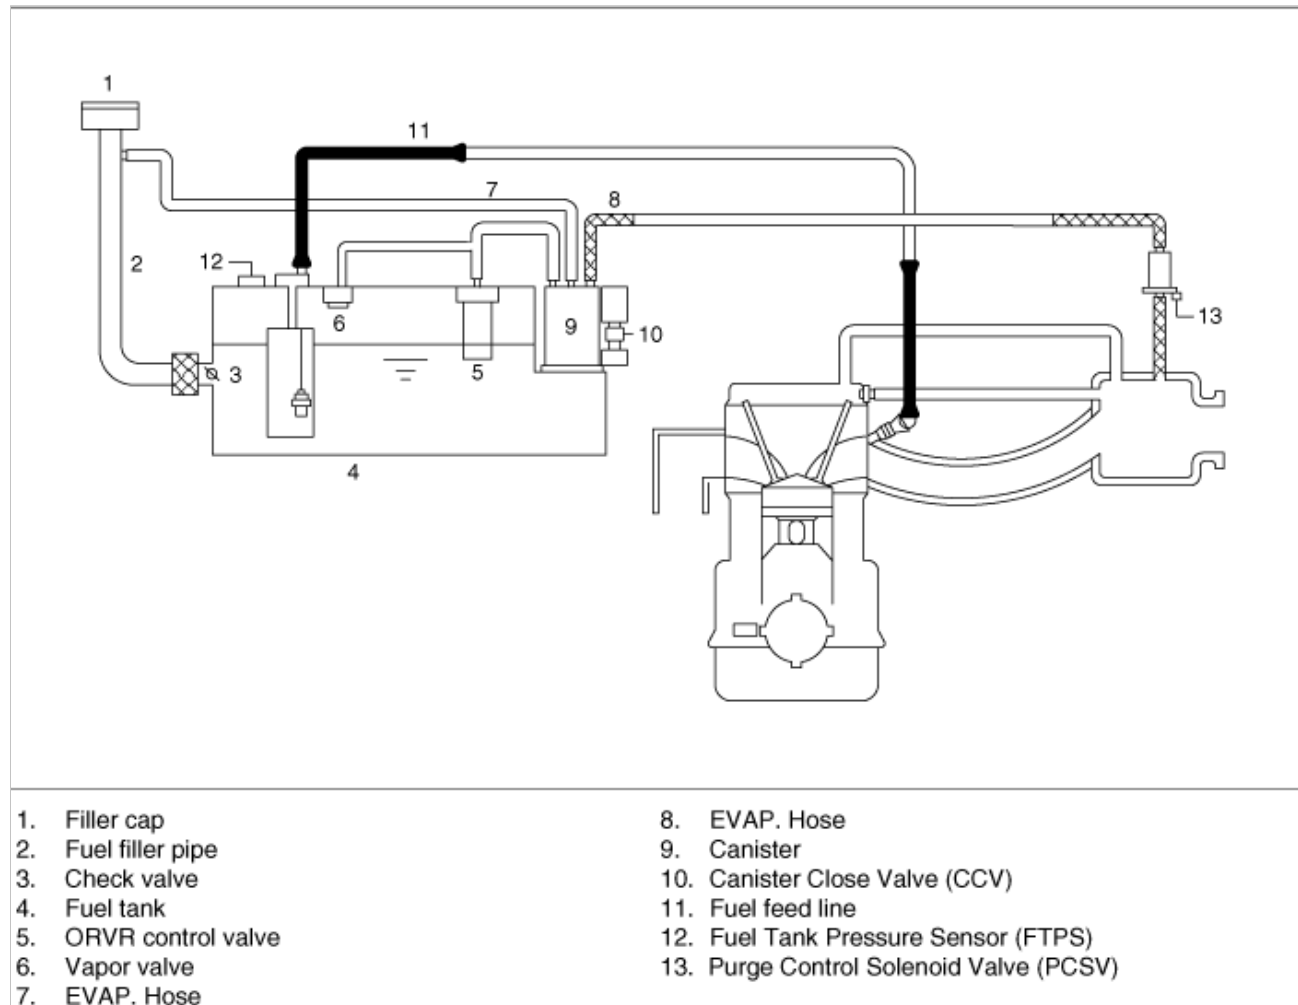 1
11
7
8
2
12
13
6
9
10
3
5
4
1. Filler cap
2. Fuel filler pipe
3. Check valve
4. Fuel tank
5. ORVR control valve
6. Vapor valve
7. EVAP. Hose
8. EVAP. Hose
9. Canister
10. Canister Close Valve (CCV)
11. Fuel feed line
12. Fuel Tank Pressure Sensor (FTPS)
13. Purge Control Solenoid Valve (PCSV)